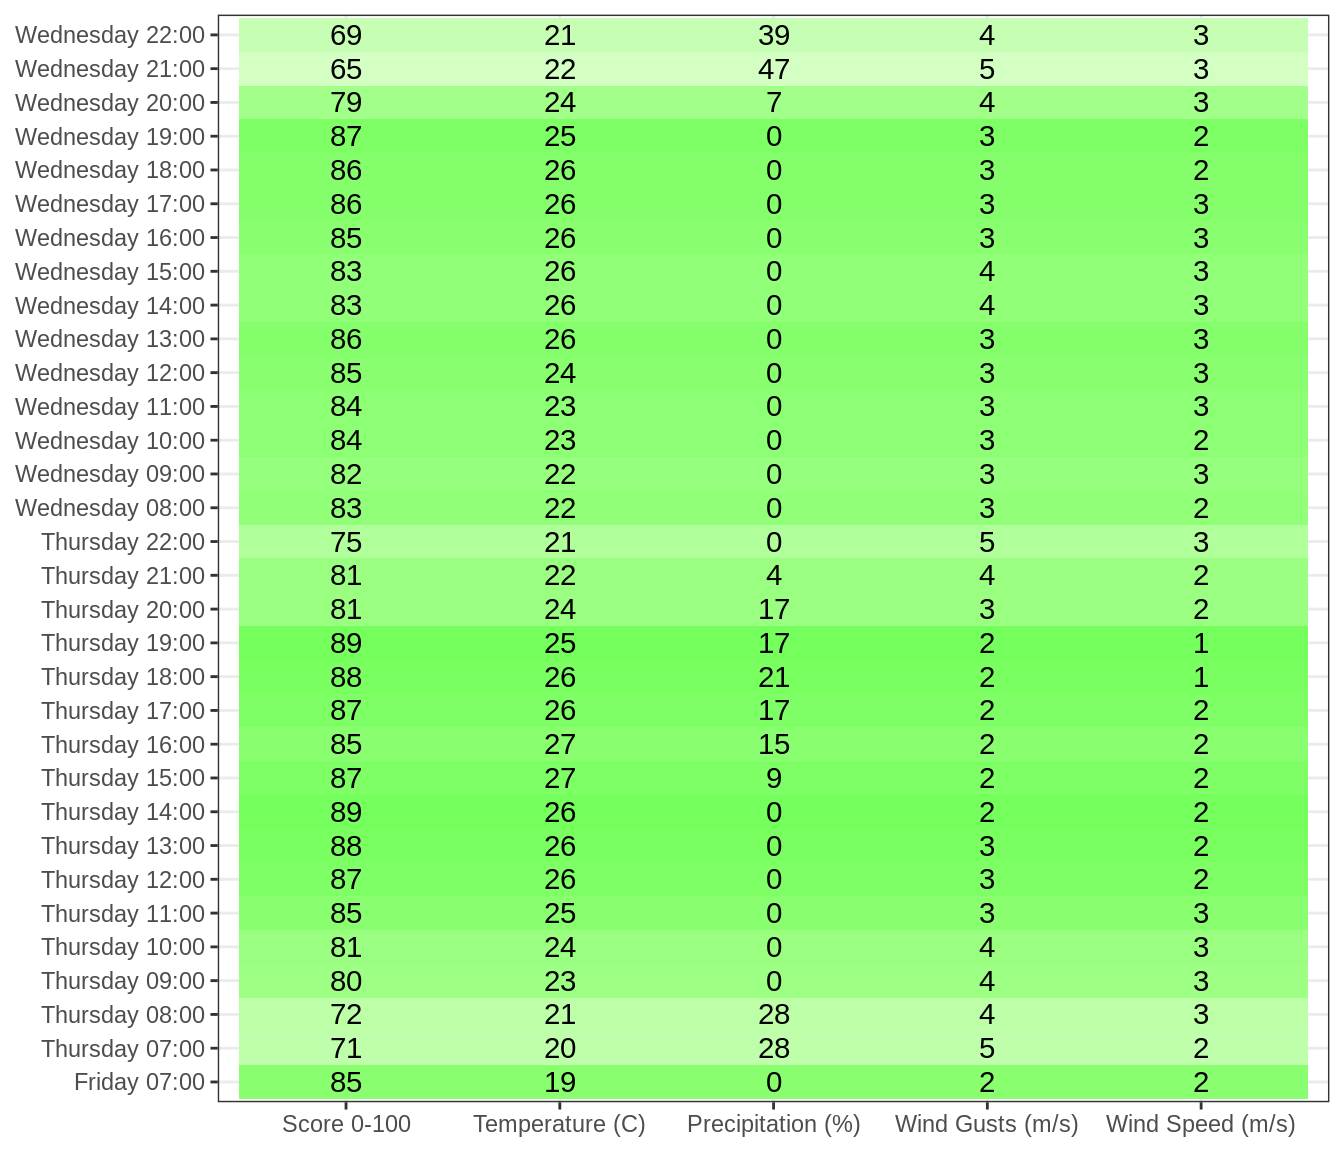 Wednesday 22:00 69 21 39 4 3
Wednesday 21:00 65 22 47 5 3
Wednesday 20:00 79 24 7 4 3
Wednesday 19:00 87 25 0 3 2
Wednesday 18:00 86 26 0 3 2
Wednesday 17:00 86 26 0 3 3
Wednesday 16:00 85 26 0 3 3
Wednesday 15:00 83 26 0 4 3
Wednesday 14:00 83 26 0 4 3
Wednesday 13:00 86 26 0 3 3
Wednesday 12:00 85 24 0 3 3
Wednesday 11:00 84 23 0 3 3
Wednesday 10:00 84 23 0 3 2
Wednesday 09:00 82 22 0 3 3
Wednesday 08:00 83 22 0 3 2
Thursday 22:00 75 21 0 5 3
Thursday 21:00 81 22 4 4 2
Thursday 20:00 81 24 17 3 2
Thursday 19:00 89 25 17 2 1
Thursday 18:00 88 26 21 2 1
Thursday 17:00 87 26 17 2 2
Thursday 16:00 85 27 15 2 2
Thursday 15:00 87 27 9 2 2
Thursday 14:00 89 26 0 2 2
Thursday 13:00 88 26 0 3 2
Thursday 12:00 87 26 0 3 2
Thursday 11:00 85 25 0 3 3
Thursday 10:00 81 24 0 4 3
Thursday 09:00 80 23 0 4 3
Thursday 08:00 72 21 28 4 3
Thursday 07:00 71 20 28 5 2
Friday 07:00 85 19 0 2 2
Score 0-100 Temperature (C) Precipitation (%) Wind Gusts (m/s) Wind Speed (m/s)